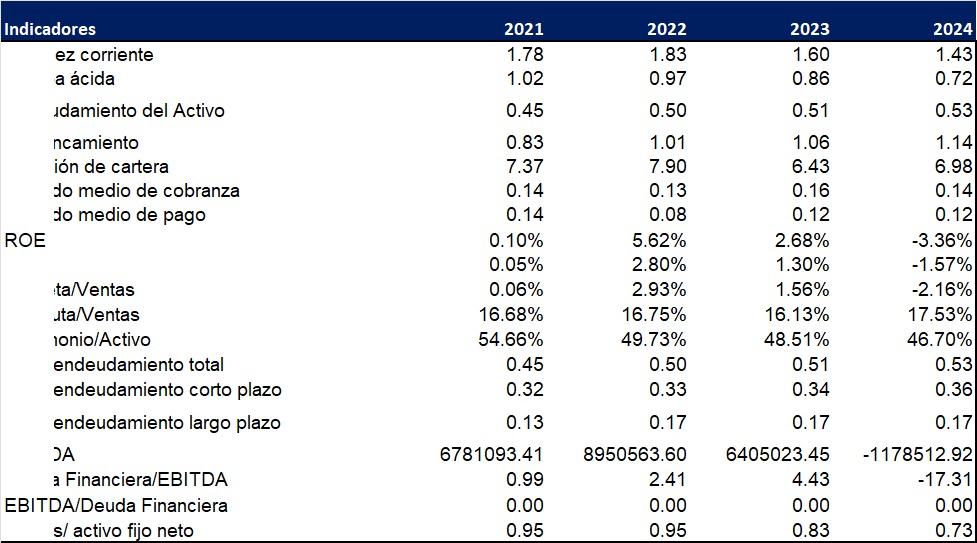 Indicadores 2021 2022 2023 2024
ez corriente 1.78 1.83 1.60 1.43
a ácida 1.02 0.97 0.86 0.72
udamiento del Activo 0.45 0.50 0.51 0.53
ncamiento 0.83 1.01 1.06 1.14
ión de cartera 7.37 7.90 6.43 6.98
do medio de cobranza 0.14 0.13 0.16 0.14
do medio de pago 0.14 0.08 0.12 0.12
ROE 0.10% 5.62% 2.68% -3.36%
0.05% 2.80% 1.30% -1.57%
ta/Ventas 0.06% 2.93% 1.56% -2.16%
uta/Ventas 16.68% 16.75% 16.13% 17.53%
nonio/Activo 54.66% 49.73% 48.51% 46.70%
endeudamiento total 0.45 0.50 0.51 0.53
endeudamiento corto plazo 0.32 0.33 0.34 0.36
endeudamiento largo plazo 0.13 0.17 0.17 0.17
DA 6781093.41 8950563.60 6405023.45 -1178512.92
a Financiera/EBITDA 0.99 2.41 4.43 -17.31
EBITDA/Deuda Financiera 0.00 0.00 0.00 0.00
s/ activo fijo neto 0.95 0.95 0.83 0.73